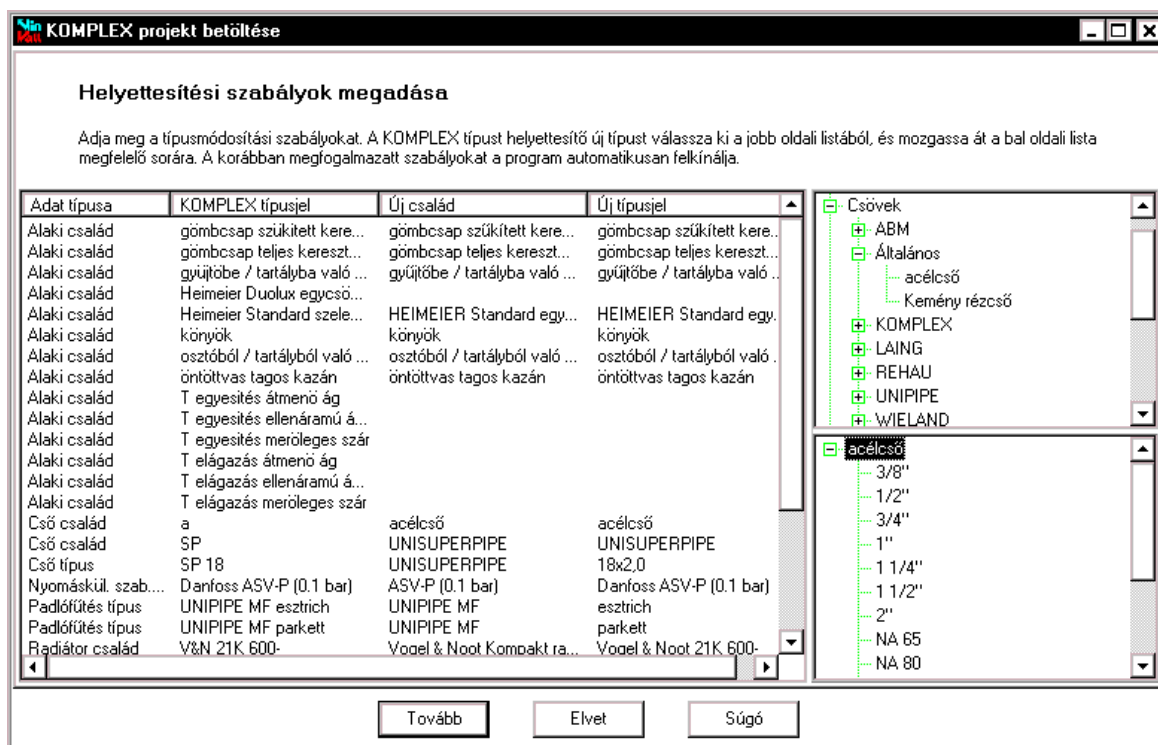 Win
KOMPLEX projekt betöltése
Helyettesítési szabályok megadása
Adja meg a típusmódosítási szabályokat. A KOMPLEX típust helyettesítő új típust válassza ki a jobb oldali listából, és mozgassa át a bal oldali lista
megfelelő sorára. A korábban megfogalmazatt szabályokat a program automatikusan felkínálja.
Adat típusa KOMPLEX típusjel Új család Új típusjel
Alaki család gömbcsap szükitett kere... gömbcsap szűkített kere... gömbcsap szűkített kere..
Alaki család gömbcsap teljes kereszt... gömbcsap teljes kereszt... gömbcsap teljes kereszt..
Alaki család gyüjtöbe / tartályba való ... gyűjtőbe / tartályba való ... gyűjtőbe / tartályba való ..
Alaki család Heimeier Duolux egycsö...
Alaki család Heimeier Standard szele... HEIMEIER Standard egy... HEIMEIER Standard egy.
Alaki család könyök könyök könyök
Alaki család osztóból / tartályból való ... osztóból / tartályból való ... osztóból / tartályból való .
Alaki család öntöttvas tagos kazán öntöttvas tagos kazán öntöttvas tagos kazán
Alaki család T egyesités átmenö ág
Alaki család T egyesités ellenáramú á...
Alaki család T egyesités meröleges szár
Alaki család T elágazás átmenö ág
Alaki család T elágazás ellenáramú á...
Alaki család T elágazás meröleges szár
Cső család a acélcső acélcső
Cső család SP UNISUPERPIPE UNISUPERPIPE
Cső típus SP 18 UNISUPERPIPE 18x2,0
Nyomáskül. szab.... Danfoss ASV-P (0.1 bar) ASV-P (0.1 bar) Danfoss ASV-P (0.1 bar)
Padlófűtés típus UNIPIPE MF esztrich UNIPIPE MF esztrich
Padlófűtés típus UNIPIPE MF parkett UNIPIPE MF parkett
Radiátor család V&N 21K 600- Vogel & Noot Kompakt ra... Vogel & Noot 21K 600-
Csövek
ABM
Általános
acélcső
Kemény rézcső
KOMPLEX
LAING
REHAU
UNIPIPE
WIELAND
acélcső
3/8"
1/2"
3/4"
1"
1 1/4"
1 1/2"
2"
NA 65
NA 80
Tovább Elvet Súgó